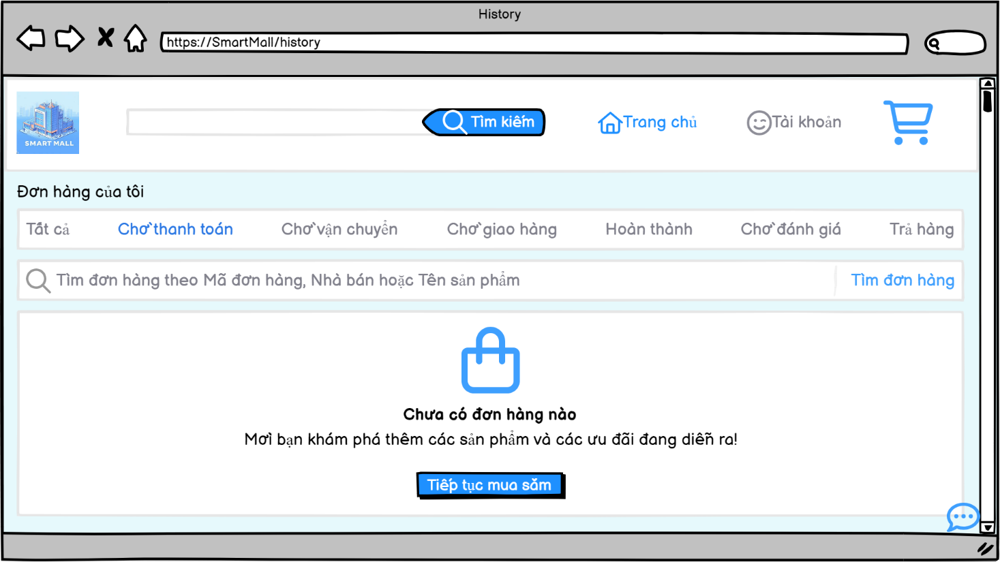 History
https://SmartMall/history
SMART MALL
Tìm kiếm
Trang chủ
Tài khoản
Đơn hàng của tôi
Tất cả
Chờ thanh toán
Chờ vận chuyển
Chờ giao hàng
Hoàn thành
Chờ đánh giá
Trả hàng
Tìm đơn hàng theo Mã đơn hàng, Nhà bán hoặc Tên sản phẩm
Tìm đơn hàng
Chưa có đơn hàng nào
Mời bạn khám phá thêm các sản phẩm và các ưu đãi đang diễn ra!
Tiếp tục mua sắm